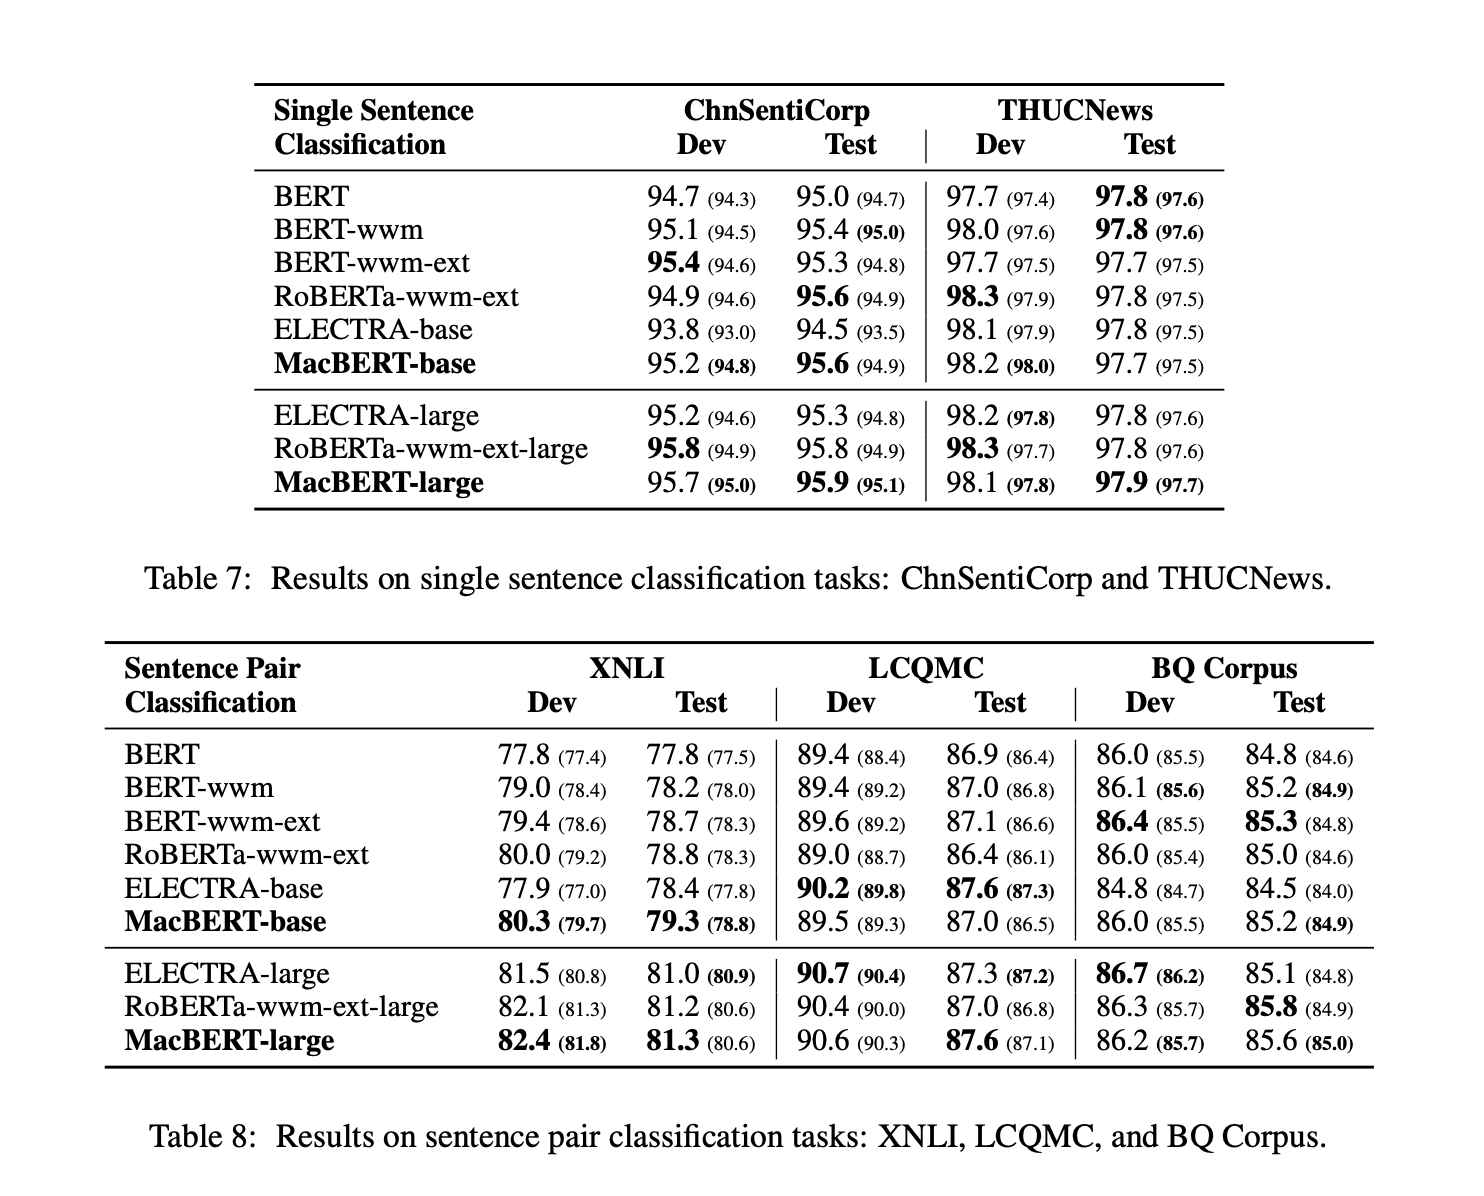 Single Sentence ChnSentiCorp THUCNews
Classification Dev Test Dev Test
BERT 94.7 (94.3) 95.0 (94.7) 97.7 (97.4) 97.8 (97.6)
BERT-wwm 95.1 (94.5) 95.4 (95.0) 98.0 (97.6) 97.8 (97.6)
BERT-wwm-ext 95.4 (94.6) 95.3 (94.8) 97.7 (97.5) 97.7 (97.5)
RoBERTa-wwm-ext 94.9 (94.6) 95.6 (94.9) 98.3 (97.9) 97.8 (97.5)
ELECTRA-base 93.8 (93.0) 94.5 (93.5) 98.1 (97.9) 97.8 (97.5)
MacBERT-base 95.2 (94.8) 95.6 (94.9) 98.2 (98.0) 97.7 (97.5)
ELECTRA-large 95.2 (94.6) 95.3 (94.8) 98.2 (97.8) 97.8 (97.6)
RoBERTa-wwm-ext-large 95.8 (94.9) 95.8 (94.9) 98.3 (97.7) 97.8 (97.6)
MacBERT-large 95.7 (95.0) 95.9 (95.1) 98.1 (97.8) 97.9 (97.7)
Table 7: Results on single sentence classification tasks: ChnSentiCorp and THUCNews.
Sentence Pair XNLI LCQMC BQ Corpus
Classification Dev Test Dev Test Dev Test
BERT 77.8 (77.4) 77.8 (77.5) 89.4 (88.4) 86.9 (86.4) 86.0 (85.5) 84.8 (84.6)
BERT-wwm 79.0 (78.4) 78.2 (78.0) 89.4 (89.2) 87.0 (86.8) 86.1 (85.6) 85.2 (84.9)
BERT-wwm-ext 79.4 (78.6) 78.7 (78.3) 89.6 (89.2) 87.1 (86.6) 86.4 (85.5) 85.3 (84.8)
RoBERTa-wwm-ext 80.0 (79.2) 78.8 (78.3) 89.0 (88.7) 86.4 (86.1) 86.0 (85.4) 85.0 (84.6)
ELECTRA-base 77.9 (77.0) 78.4 (77.8) 90.2 (89.8) 87.6 (87.3) 84.8 (84.7) 84.5 (84.0)
MacBERT-base 80.3 (79.7) 79.3 (78.8) 89.5 (89.3) 87.0 (86.5) 86.0 (85.5) 85.2 (84.9)
ELECTRA-large 81.5 (80.8) 81.0 (80.9) 90.7 (90.4) 87.3 (87.2) 86.7 (86.2) 85.1 (84.8)
RoBERTa-wwm-ext-large 82.1 (81.3) 81.2 (80.6) 90.4 (90.0) 87.0 (86.8) 86.3 (85.7) 85.8 (84.9)
MacBERT-large 82.4 (81.8) 81.3 (80.6) 90.6 (90.3) 87.6 (87.1) 86.2 (85.7) 85.6 (85.0)
Table 8: Results on sentence pair classification tasks: XNLI, LCQMC, and BQ Corpus.